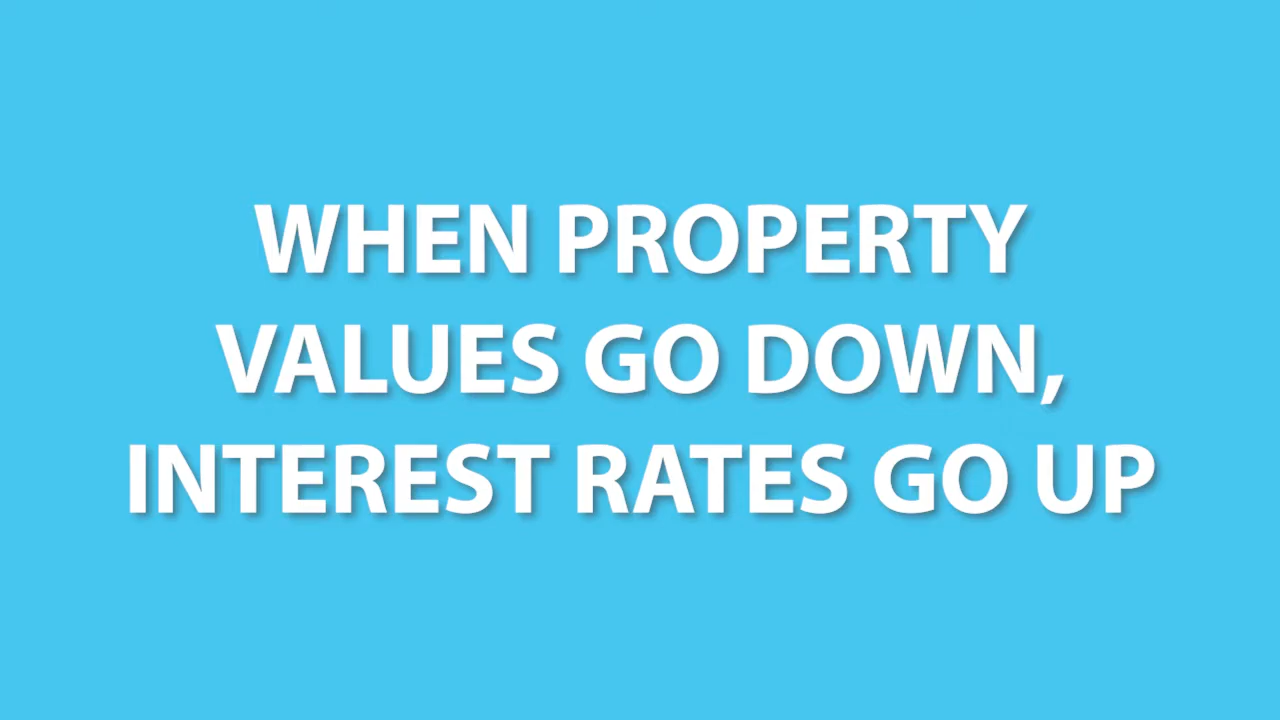 WHEN PROPERTY
VALUES GO DOWN,
INTEREST RATES GO UP